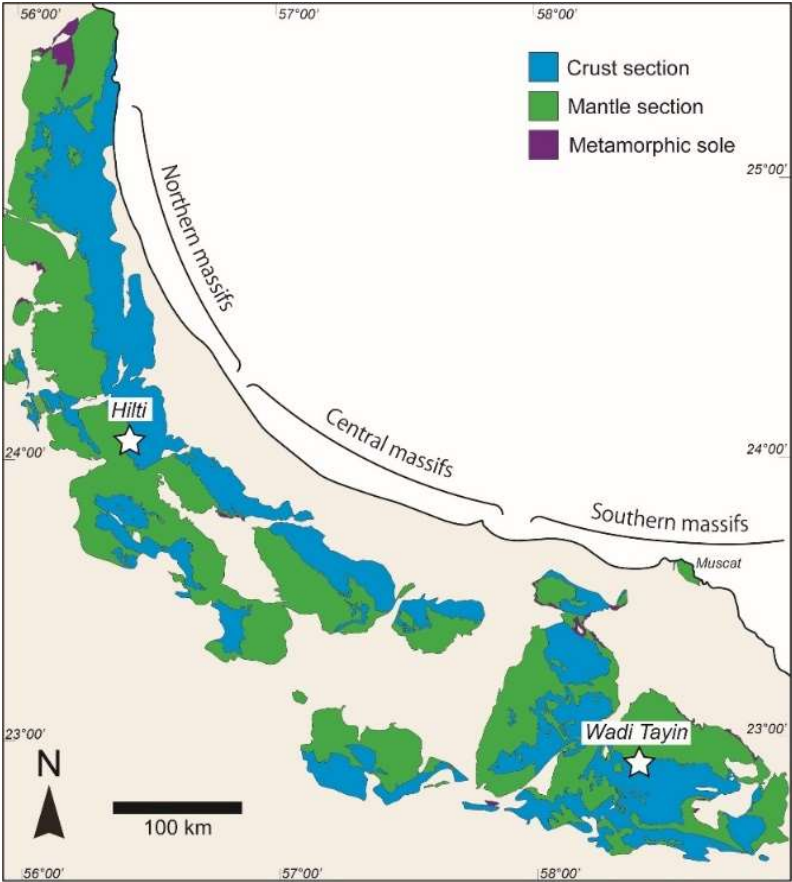 56°00'
57°00'
58°00'
Crust section
Mantle section
Metamorphic sole
25°00'
Northern massifs
Hilti
24°00'
Central massifs
24°00'
Southern massifs
Muscat
23°00'
Wadi Tayin
23°00'
N
100 km
56°00'
57°00'
58°00'